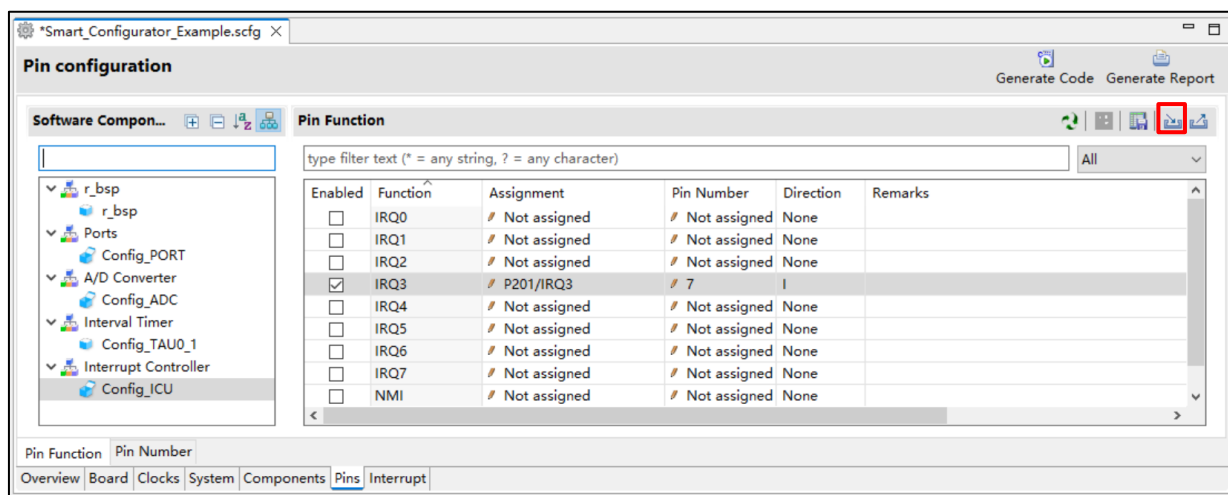 *Smart_Configurator_Example.scfg
Pin configuration
Generate Code Generate Report
Software Compon...
Pin Function
type filter text (* = any string, ? = any character)
All
r_bsp
r_bsp
Ports
Config_PORT
A/D Converter
Config_ADC
Interval Timer
Config_TAU0_1
Interrupt Controller
Config_ICU
Enabled Function Assignment Pin Number Direction Remarks
IRQ0 Not assigned Not assigned None
IRQ1 Not assigned Not assigned None
IRQ2 Not assigned Not assigned None
IRQ3 P201/IRQ3 7 I
IRQ4 Not assigned Not assigned None
IRQ5 Not assigned Not assigned None
IRQ6 Not assigned Not assigned None
IRQ7 Not assigned Not assigned None
NMI Not assigned Not assigned None
Pin Function Pin Number
Overview Board Clocks System Components Pins Interrupt